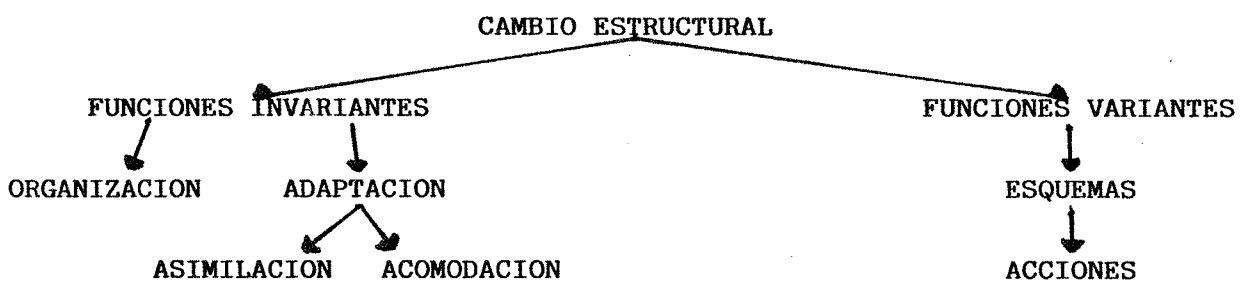 CAMBIO ESTRUCTURAL
FUNCIONES INVARIANTES FUNCIONES VARIANTES
ORGANIZACION ADAPTACION ESQUEMAS
ASIMILACION ACOMODACION ACCIONES